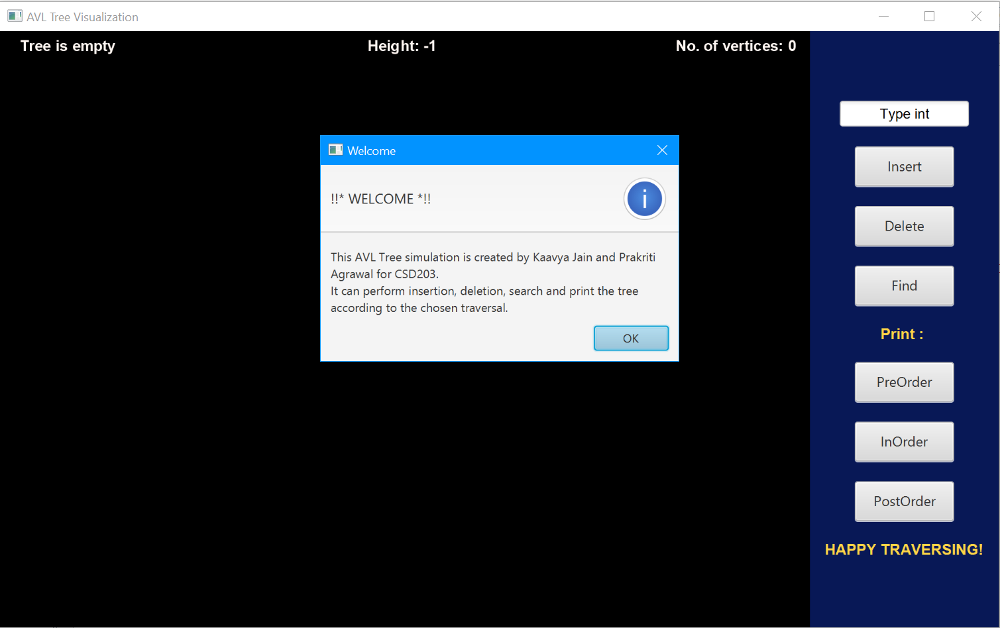 AVL Tree Visualization
Tree is empty
Height: -1
No. of vertices: 0
Type int
Insert
Delete
Find
Print :
PreOrder
InOrder
PostOrder
HAPPY TRAVERSING!
Welcome
!!* WELCOME *!!
i
This AVL Tree simulation is created by Kaavya Jain and Prakriti
Agrawal for CSD203.
It can perform insertion, deletion, search and print the tree
according to the chosen traversal.
OK